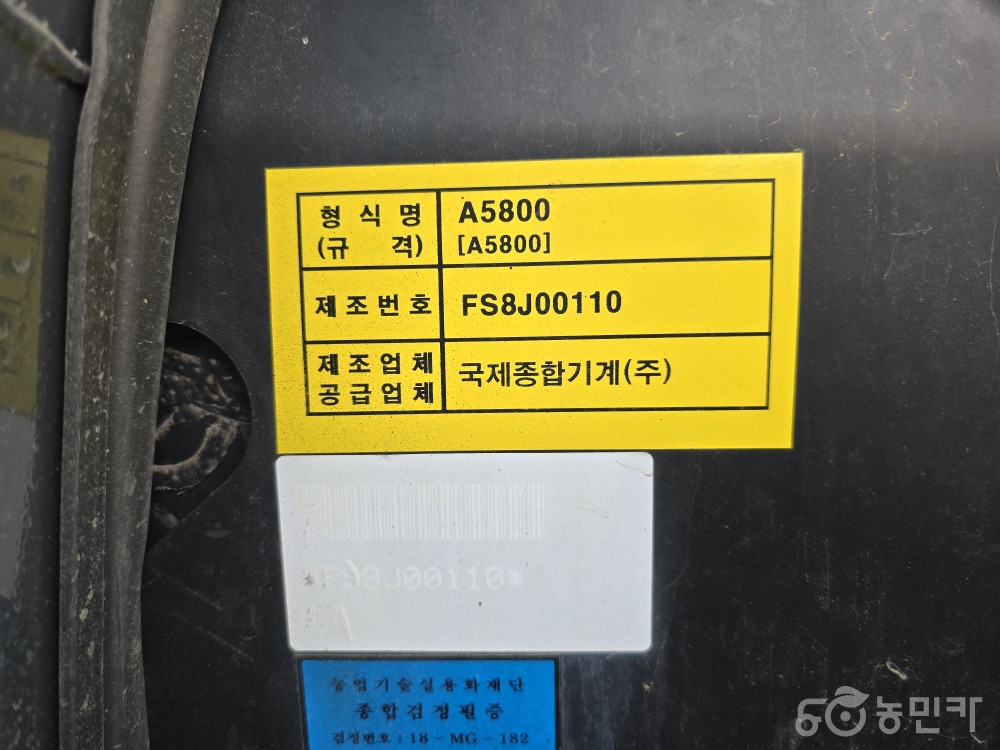 형식명 A5800
(규 격) [A5800]
제조번호 FS8J00110
제조업체
공급업체 국제종합기계(주)
*FS8J00110*
농업기술실용화재단
종합검정필증
검정번호 : 18 - MG - 182
농민카